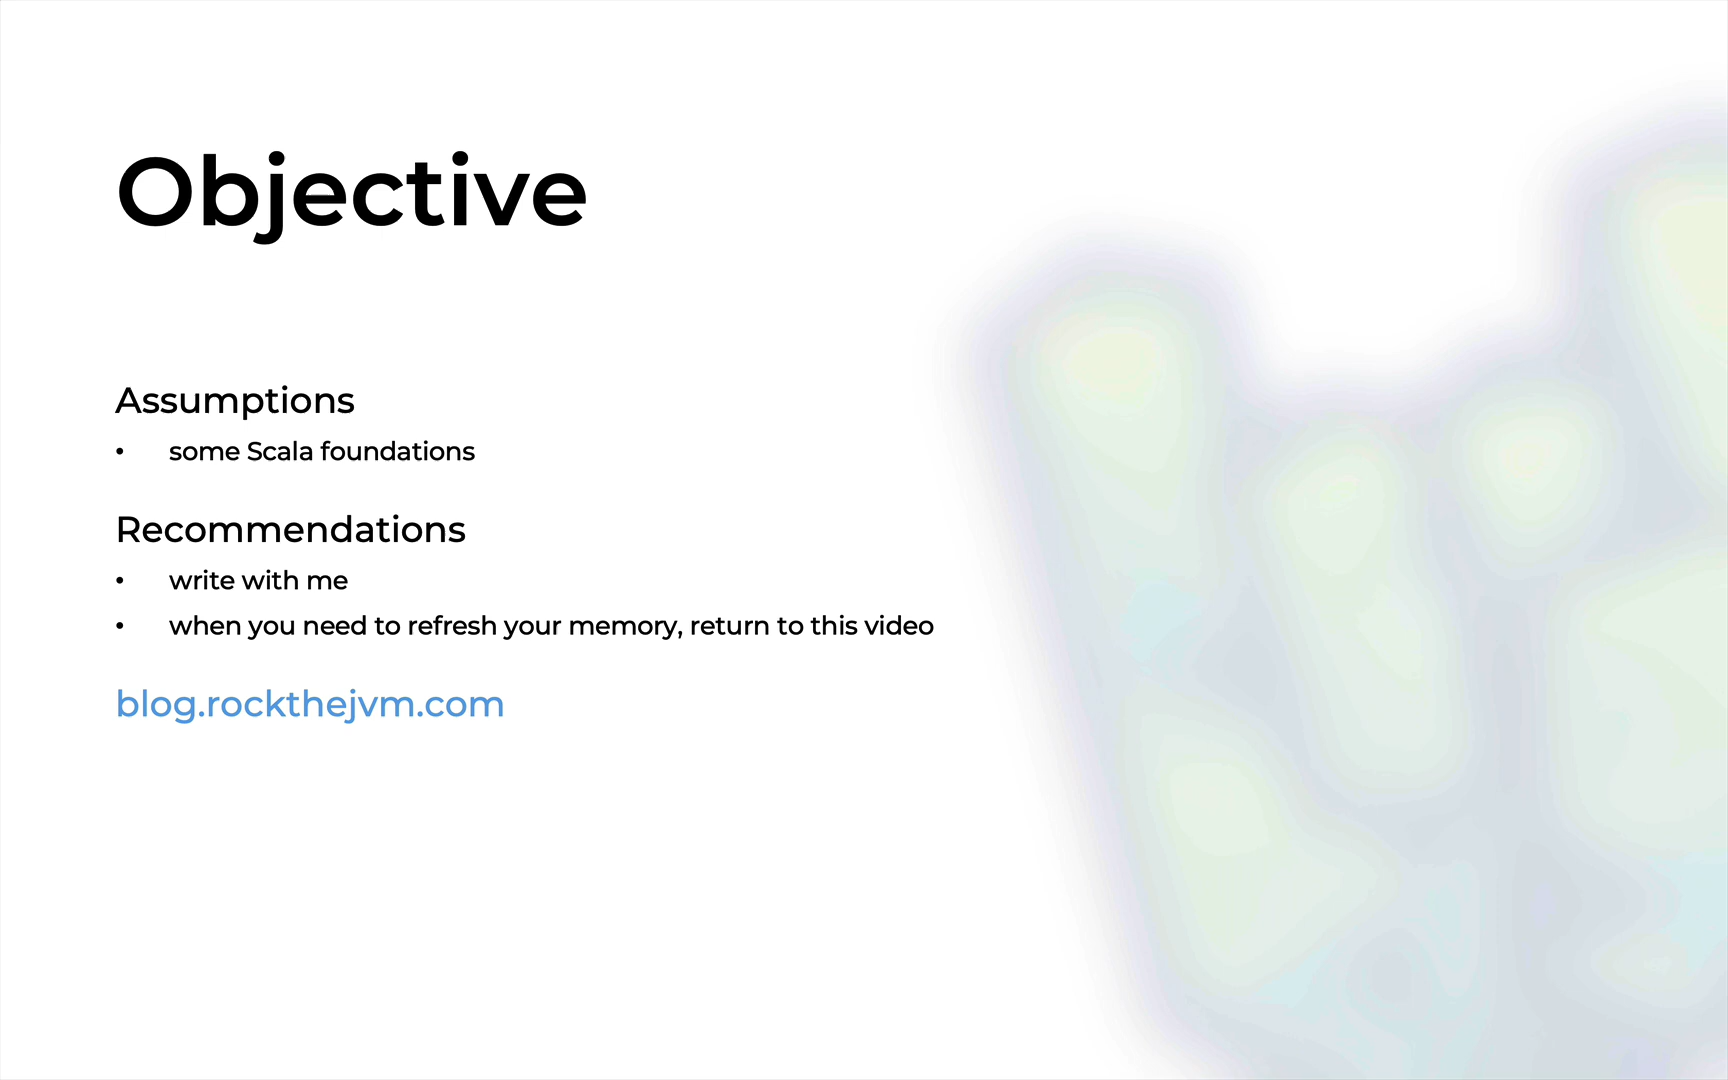 Objective
Assumptions
• some Scala foundations
Recommendations
• write with me
• when you need to refresh your memory, return to this video
blog.rockthejvm.com